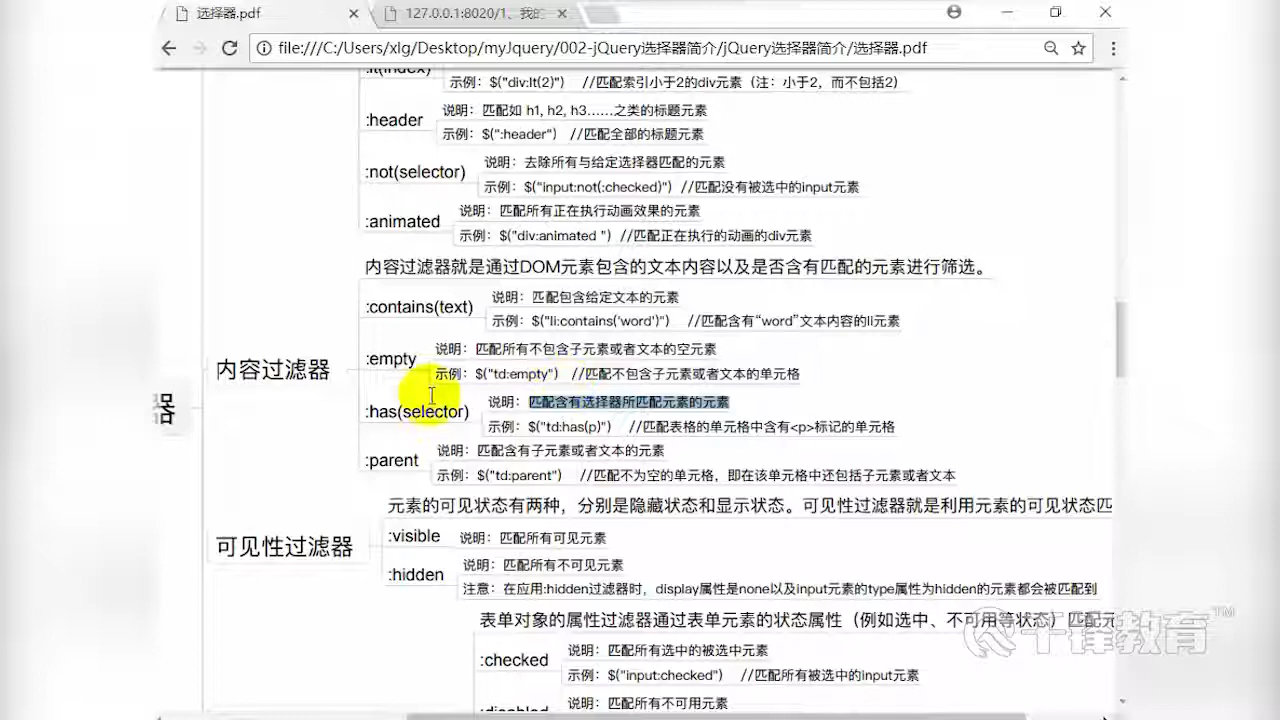 选择器.pdf
127.0.0.1:8020/1、我的
file:///C:/Users/xlg/Desktop/myJquery/002-jQuery选择器简介/jQuery选择器简介/选择器.pdf
:lt(index)
示例：$("div:lt(2)") //匹配索引小于2的div元素（注：小于2，而不包括2）
说明：匹配如 h1, h2, h3……之类的标题元素
:header
示例：$(":header") //匹配全部的标题元素
说明：去除所有与给定选择器匹配的元素
:not(selector)
示例：$("input:not(:checked)") //匹配没有被选中的input元素
说明：匹配所有正在执行动画效果的元素
:animated
示例：$("div:animated ") //匹配正在执行的动画的div元素
内容过滤器就是通过DOM元素包含的文本内容以及是否含有匹配的元素进行筛选。
说明：匹配包含给定文本的元素
:contains(text)
示例：$("li:contains('word')") //匹配含有“word”文本内容的li元素
说明：匹配所有不包含子元素或者文本的空元素
:empty
内容过滤器
示例：$("td:empty") //匹配不包含子元素或者文本的单元格
说明：匹配含有选择器所匹配元素的元素
器
:has(selector)
示例：$("td:has(p)") //匹配表格的单元格中含有<p>标记的单元格
说明：匹配含有子元素或者文本的元素
:parent
示例：$("td:parent") //匹配不为空的单元格，即在该单元格中还包括子元素或者文本
元素的可见状态有两种，分别是隐藏状态和显示状态。可见性过滤器就是利用元素的可见状态匹
:visible
说明：匹配所有可见元素
可见性过滤器
说明：匹配所有不可见元素
:hidden
注意：在应用:hidden过滤器时，display属性是none以及input元素的type属性为hidden的元素都会被匹配到
表单对象的属性过滤器通过表单元素的状态属性（例如选中、不可用等状态）匹配元
千锋教育™
说明：匹配所有选中的被选中元素
:checked
示例：$("input:checked") //匹配所有被选中的input元素
说明：匹配所有不可用元素
:disabled